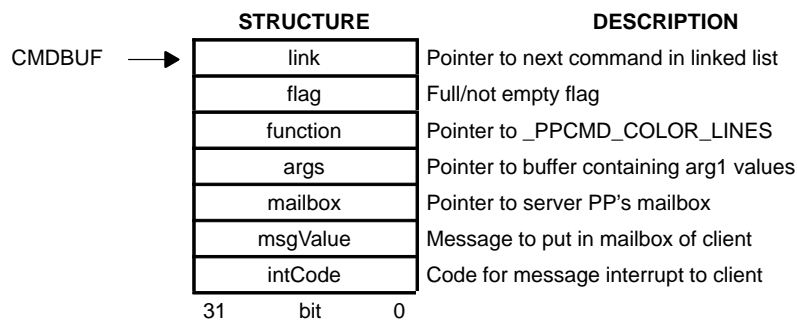 STRUCTURE DESCRIPTION
CMDBUF link Pointer to next command in linked list
flag Full/not empty flag
function Pointer to _PPCMD_COLOR_LINES
args Pointer to buffer containing arg1 values
mailbox Pointer to server PP's mailbox
msgValue Message to put in mailbox of client
intCode Code for message interrupt to client
31 bit 0